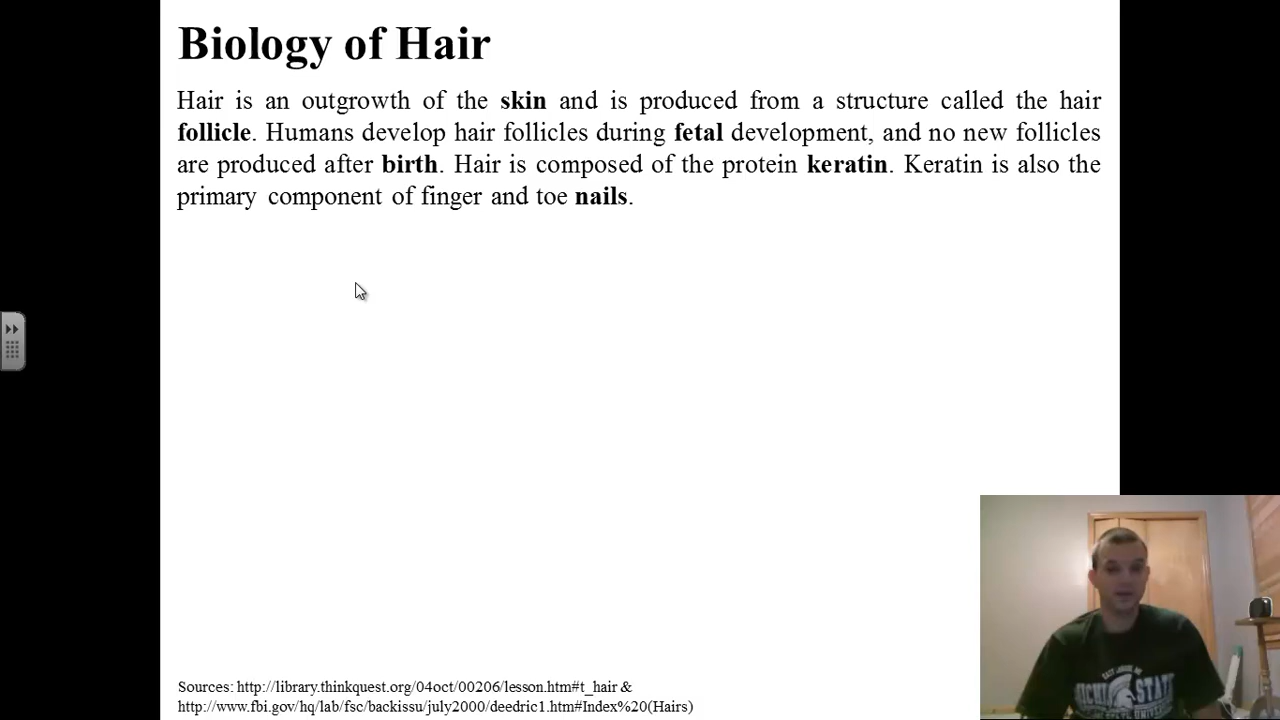 Biology of Hair
Hair is an outgrowth of the skin and is produced from a structure called the hair
follicle. Humans develop hair follicles during fetal development, and no new follicles
are produced after birth. Hair is composed of the protein keratin. Keratin is also the
primary component of finger and toe nails.
Sources: http://library.thinkquest.org/04oct/00206/lesson.htm#t_hair &
http://www.fbi.gov/hq/lab/fsc/backissu/july2000/deedric1.htm#Index%20(Hairs)
STATE